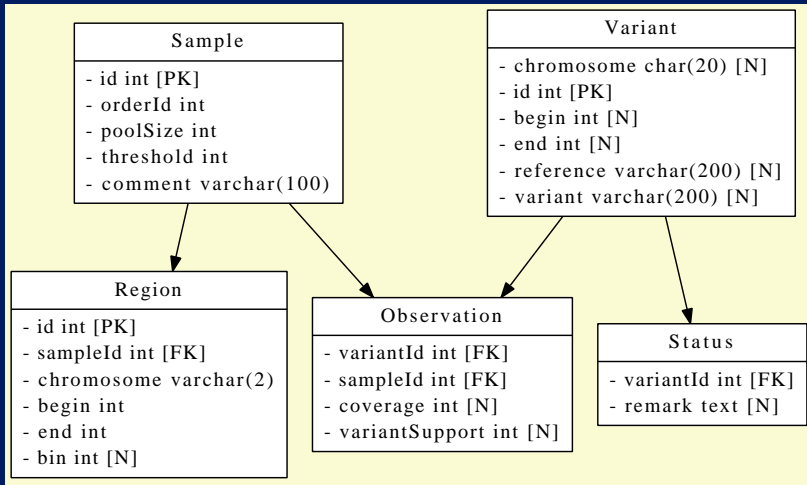 Sample
- id int [PK]
- orderId int
- poolSize int
- threshold int
- comment varchar(100)
Variant
- chromosome char(20) [N]
- id int [PK]
- begin int [N]
- end int [N]
- reference varchar(200) [N]
- variant varchar(200) [N]
Region
- id int [PK]
- sampleId int [FK]
- chromosome varchar(2)
- begin int
- end int
- bin int [N]
Observation
- variantId int [FK]
- sampleId int [FK]
- coverage int [N]
- variantSupport int [N]
Status
- variantId int [FK]
- remark text [N]